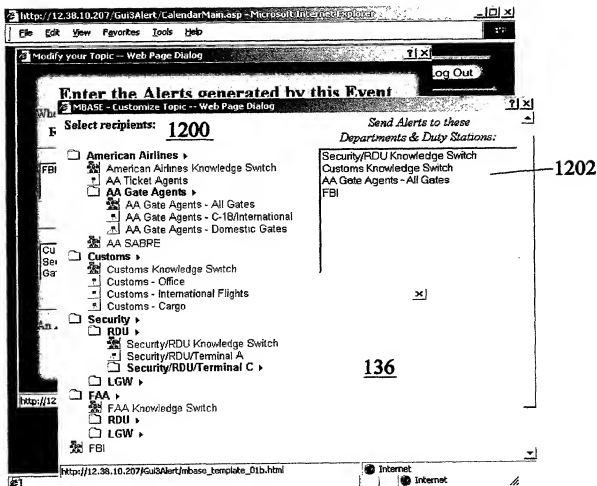 http://12.38.10.207/Gui3Alert/CalendarMain.asp - Microsoft Internet Explorer
File Edit View Favorites Tools Help
Modify your Topic -- Web Page Dialog
Log Out
Enter the Alerts generated by this Event
MBASE - Customize Topic -- Web Page Dialog
Select recipients: 1200
Send Alerts to these
Departments & Duty Stations:
American Airlines
American Airlines Knowledge Switch
AA Ticket Agents
AA Gate Agents
AA Gate Agents - All Gates
AA Gate Agents - C-18/International
AA Gate Agents - Domestic Gates
AA SABRE
Customs
Customs Knowledge Switch
Customs - Office
Customs - International Flights
Customs - Cargo
Security
RDU
Security/RDU Knowledge Switch
Security/RDU/Terminal A
Security/RDU/Terminal C
LGW
FAA
FAA Knowledge Switch
RDU
LGW
FBI
Security/RDU Knowledge Switch
Customs Knowledge Switch
AA Gate Agents - All Gates
FBI
1202
136
FBI
Cu
Se
Ga
An
http://12
http://12.38.10.207/Gui3Alert/mbase_template_01b.html
Internet
Internet